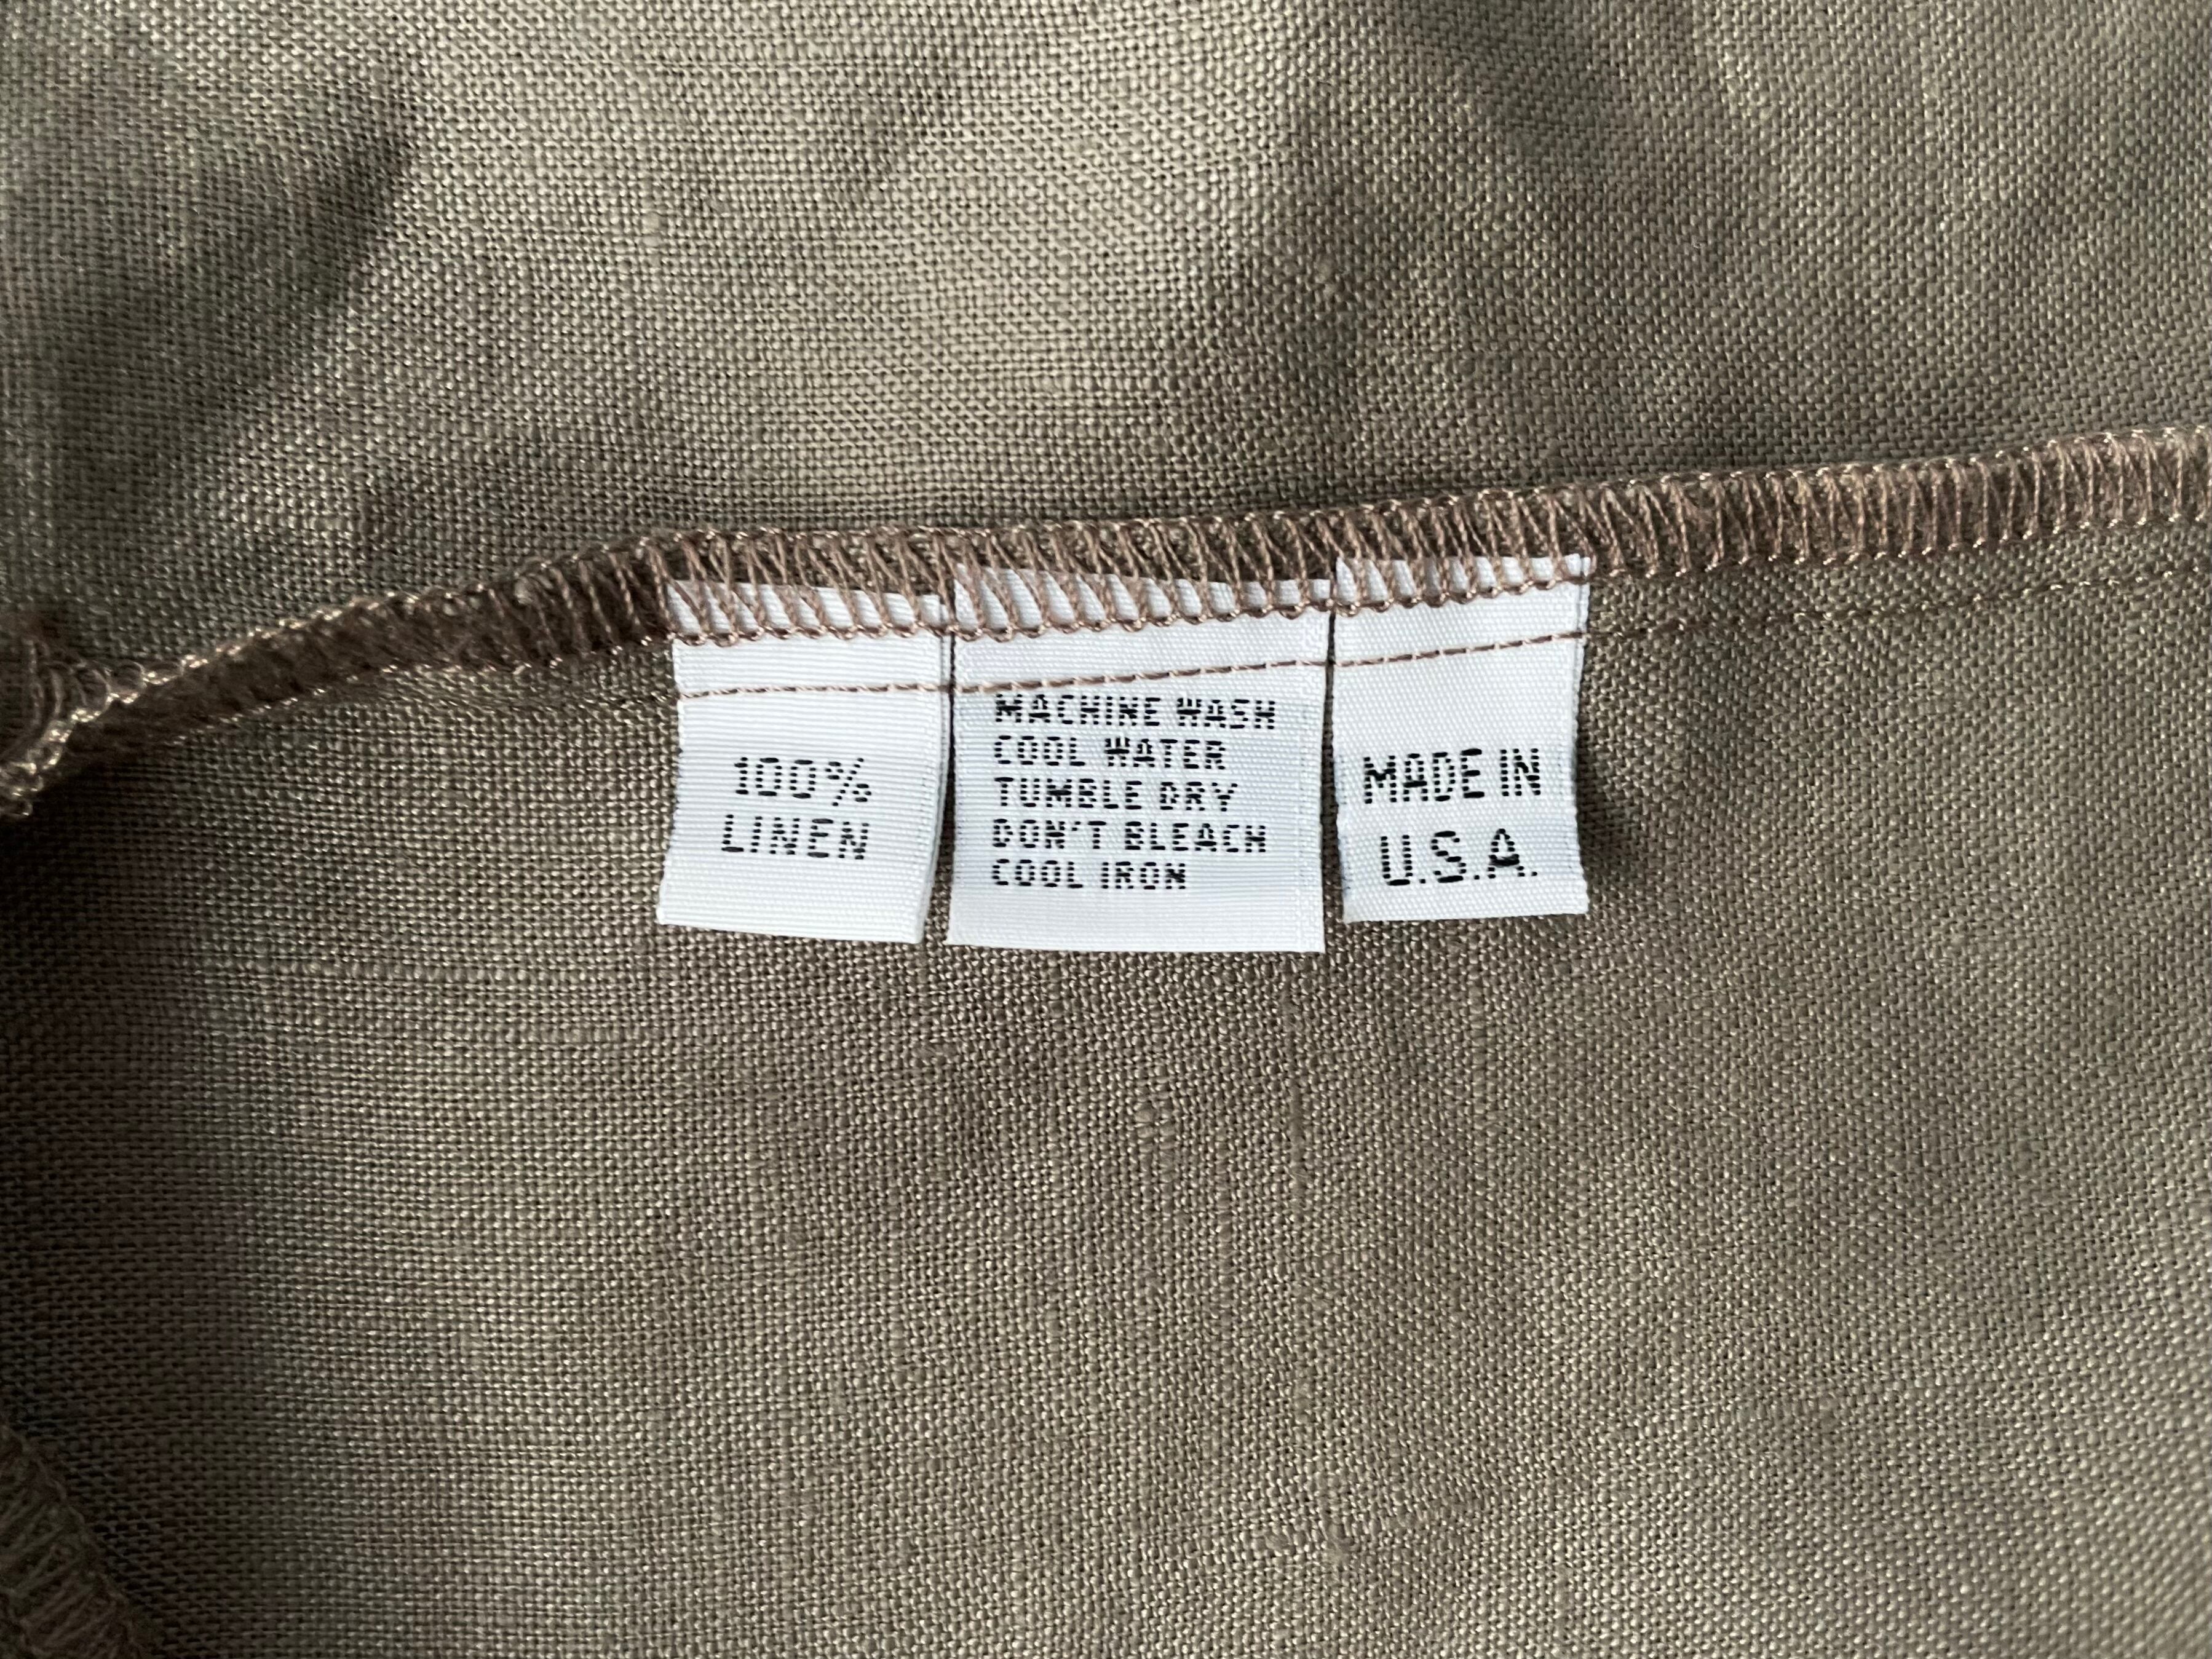 100%
LINEN
MACHINE WASH
COOL WATER
TUMBLE DRY
DON'T BLEACH
COOL IRON
MADE IN
U.S.A.